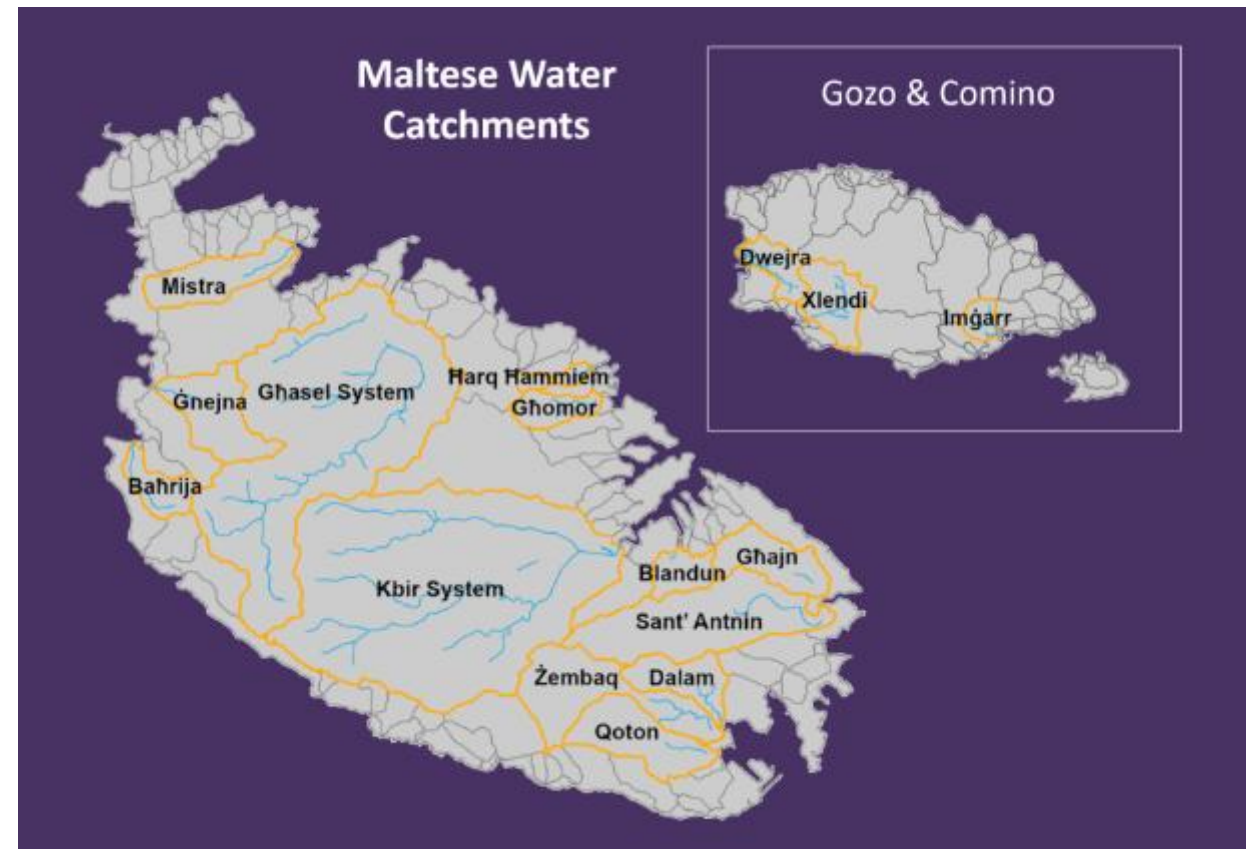 Maltese Water
Catchments
Gozo & Comino
Dwejra
Mistra
Xlendi
Imġarr
Ħarq Ħammiem
Għasel System
Ġnejna
Għomor
Baħrija
Għajn
Blandun
Kbir System
Sant' Antnin
Żembaq
Dalam
Qoton